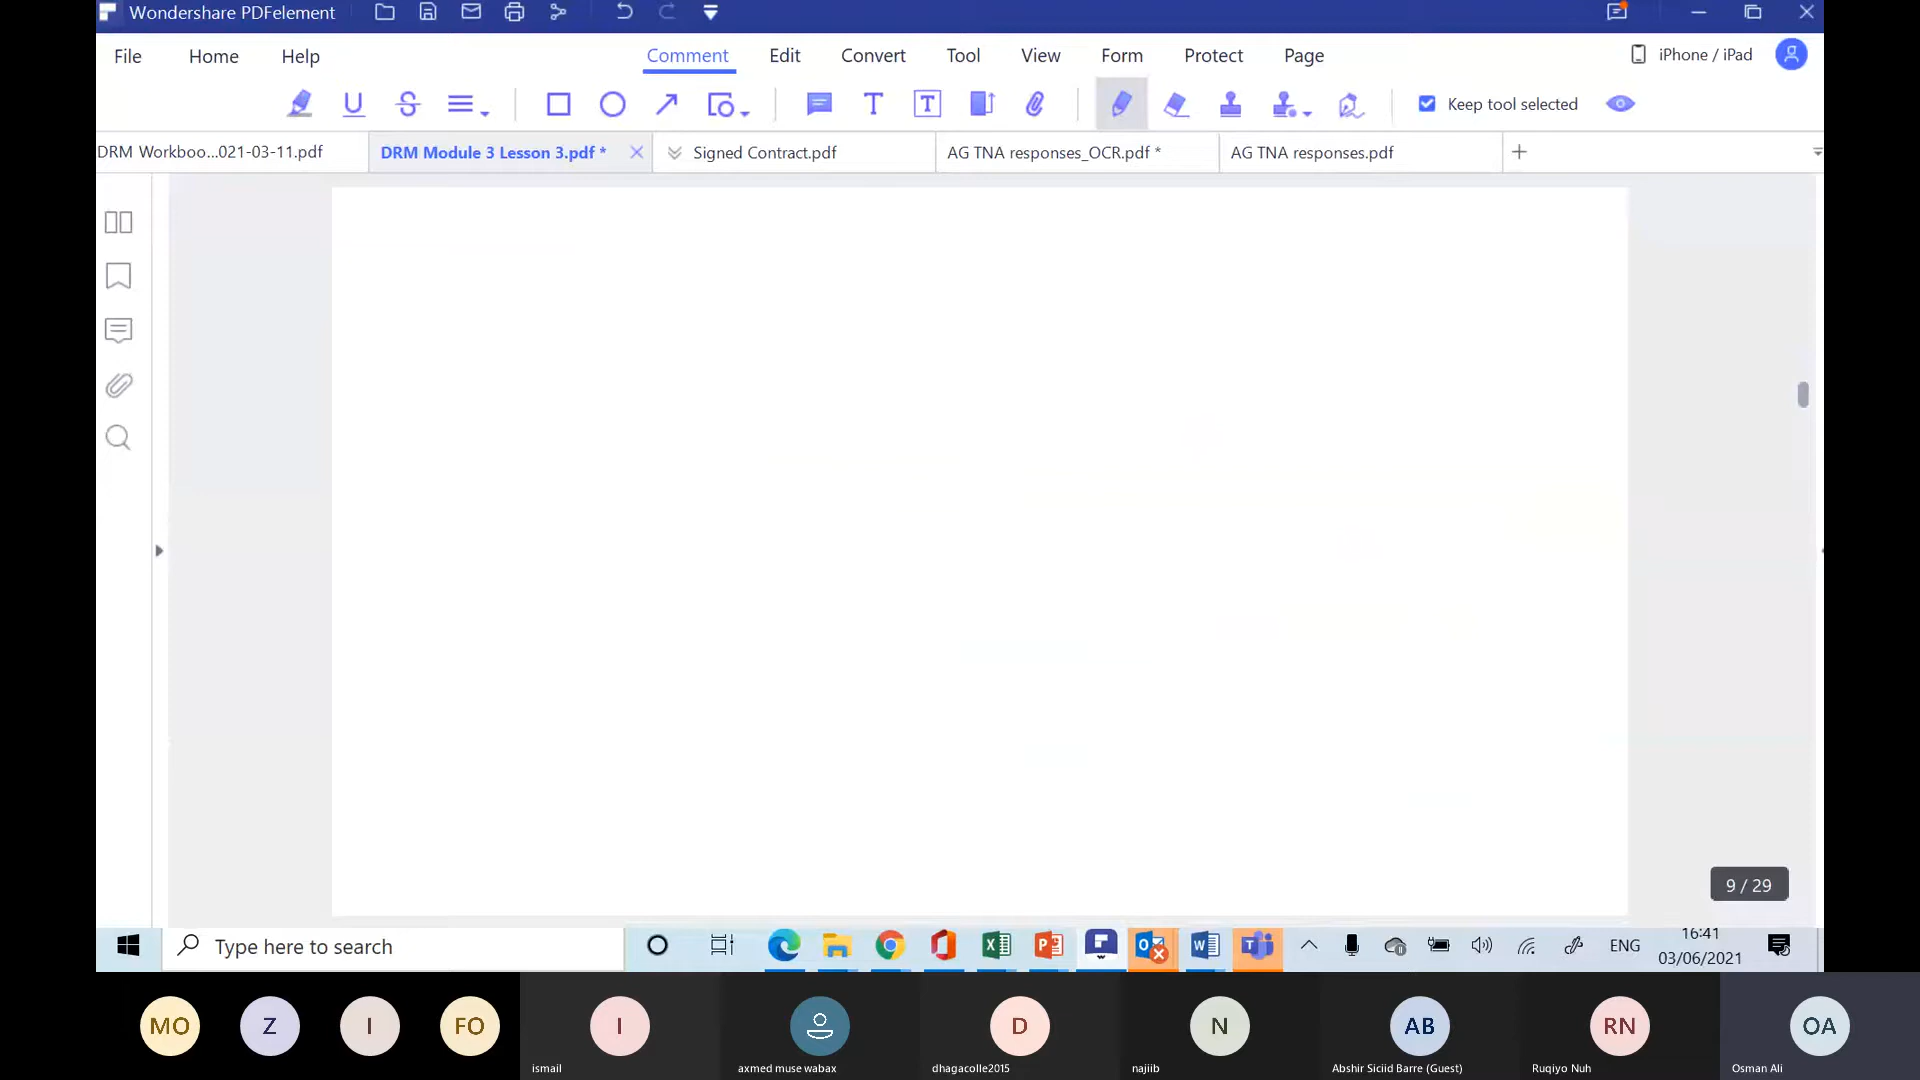 Wondershare PDFelement
File Home Help Comment Edit Convert Tool View Form Protect Page iPhone / iPad
Keep tool selected
DRM Workboo...021-03-11.pdf DRM Module 3 Lesson 3.pdf * Signed Contract.pdf AG TNA responses_OCR.pdf * AG TNA responses.pdf
9 / 29
Type here to search ENG 16:41
03/06/2021
MO Z I FO I D N AB RN OA
ismail axmed muse wabax dhagacolle2015 najiib Abshir Siciid Barre (Guest) Ruqiyo Nuh Osman Ali